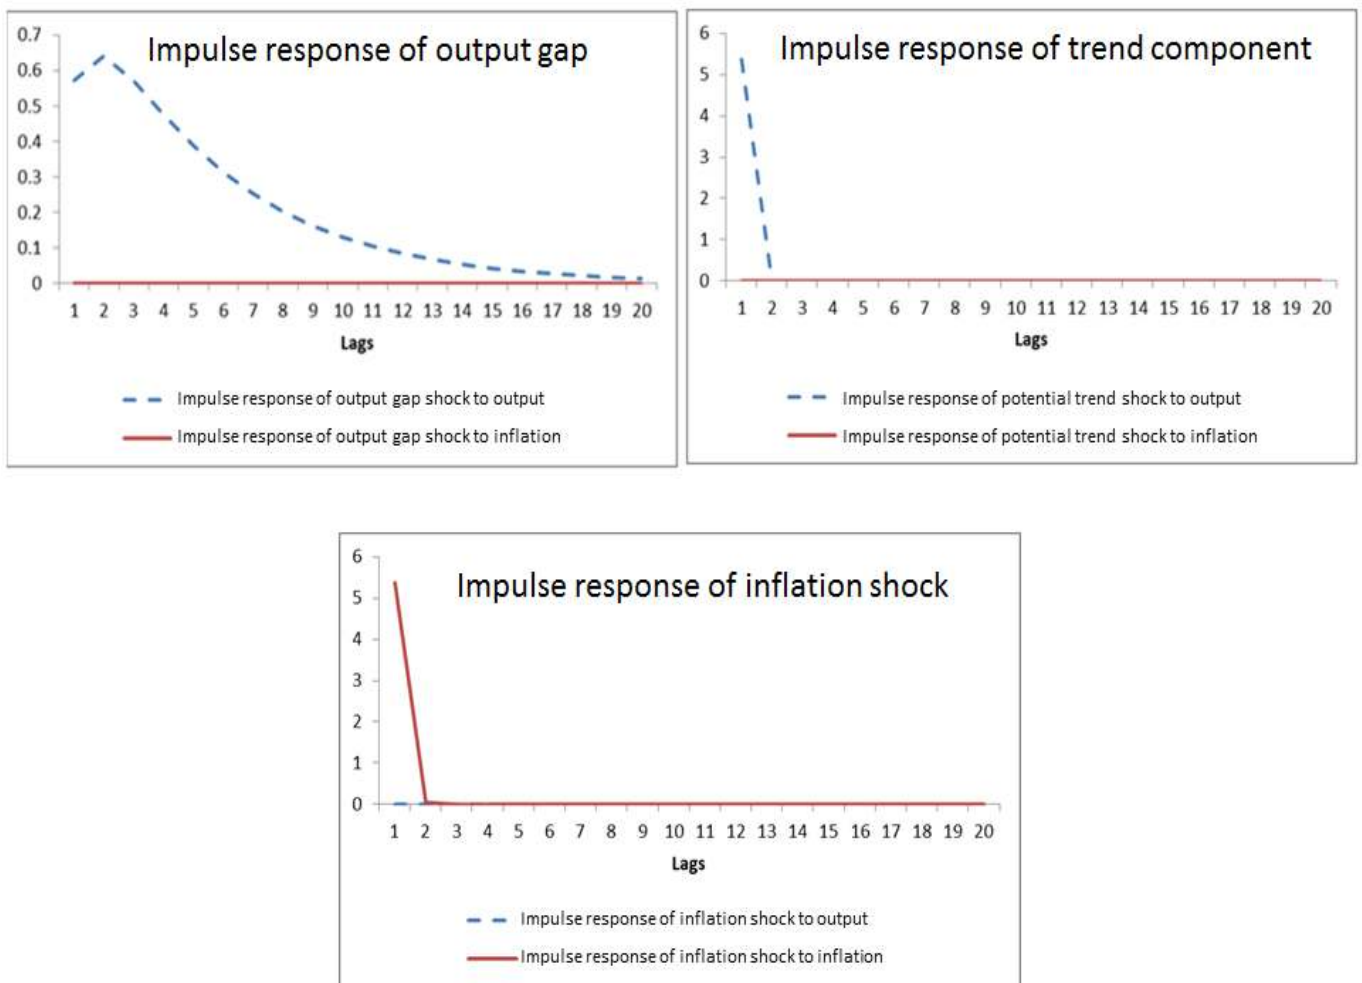 Impulse response of output gap
0.7
0.6
0.5
0.4
0.3
0.2
0.1
0
1 2 3 4 5 6 7 8 9 10 11 12 13 14 15 16 17 18 19 20
Lags
Impulse response of output gap shock to output
Impulse response of output gap shock to inflation
Impulse response of trend component
6
5
4
3
2
1
0
1 2 3 4 5 6 7 8 9 10 11 12 13 14 15 16 17 18 19 20
Lags
Impulse response of potential trend shock to output
Impulse response of potential trend shock to inflation
Impulse response of inflation shock
6
5
4
3
2
1
0
1 2 3 4 5 6 7 8 9 10 11 12 13 14 15 16 17 18 19 20
Lags
Impulse response of inflation shock to output
Impulse response of inflation shock to inflation